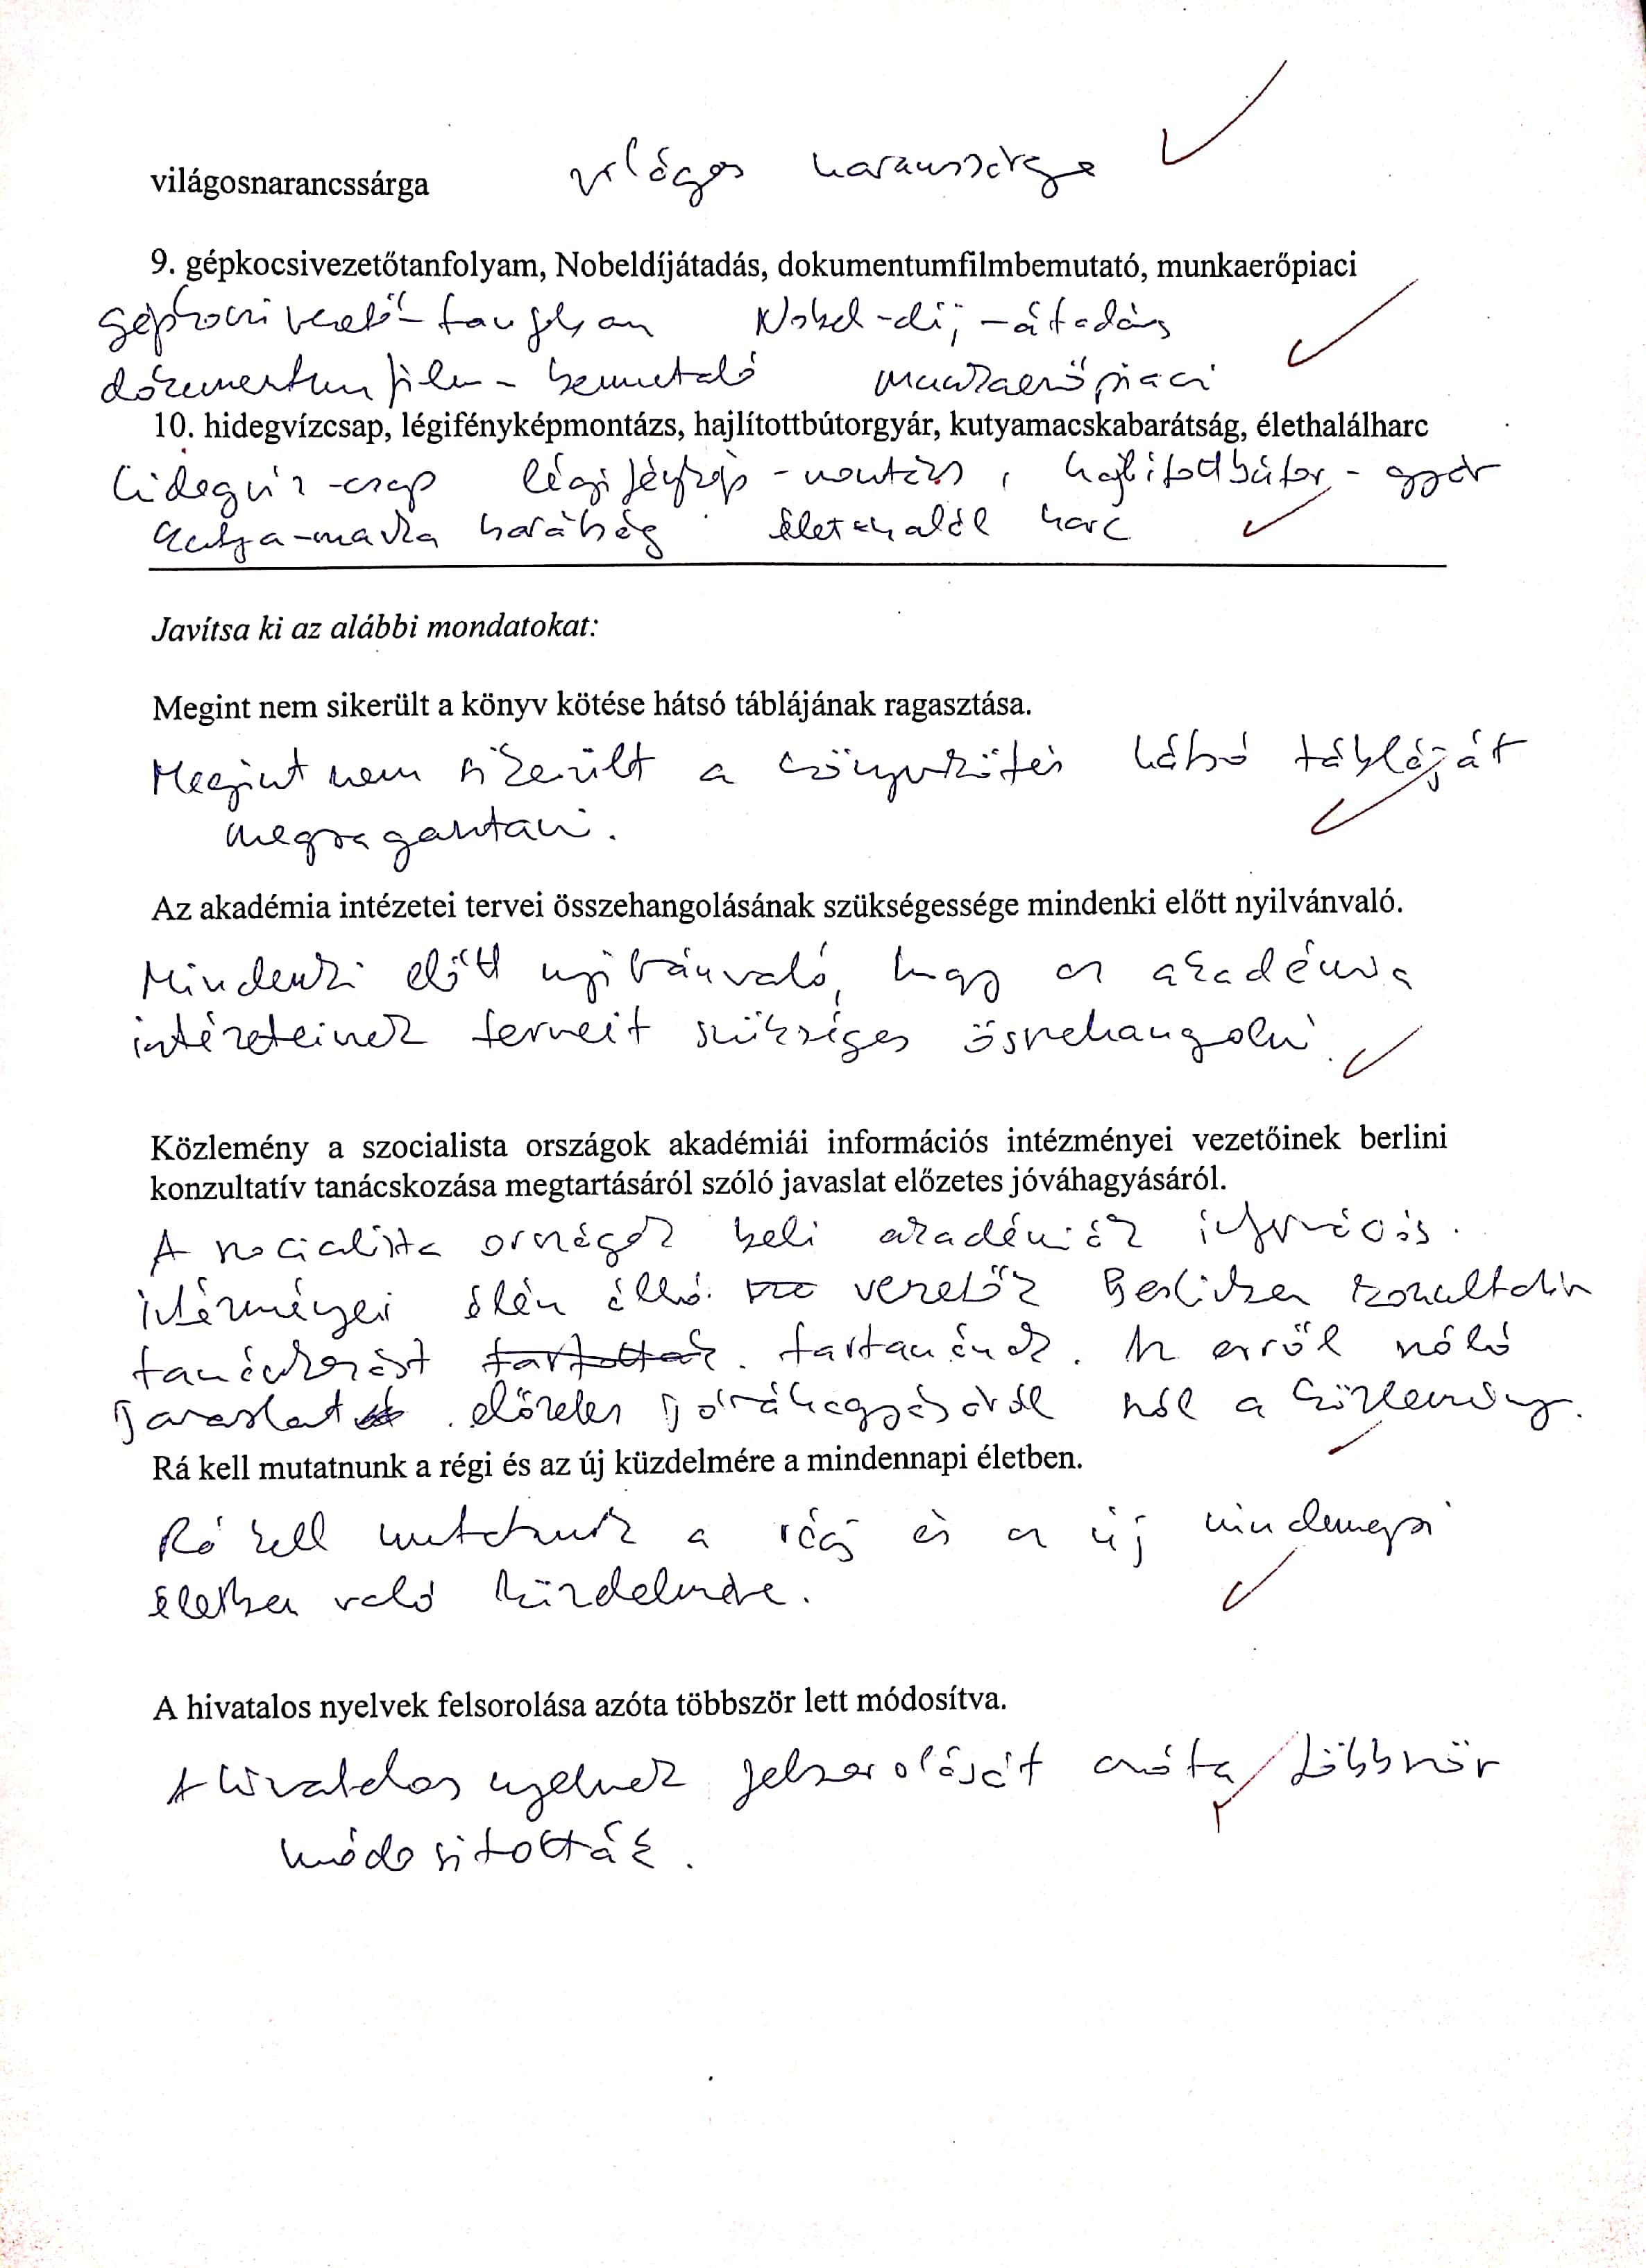 világosnarancssárga világos narancssárga
9. gépkocsivezetőtanfolyam, Nobeldíjátadás, dokumentumfilmbemutató, munkaerőpiaci
gépkocsivezető-tanfolyam Nobel-díj-átadás
dokumentumfilm-bemutató munkaerőpiaci
10. hidegvízcsap, légifényképmontázs, hajlítottbútorgyár, kutyamacskabarátság, élethalálharc
hidegvíz-csap légifénykép-montázs, hajlítottbútor-gyár
kutya-macska barátság élet-halál harc
Javítsa ki az alábbi mondatokat:
Megint nem sikerült a könyv kötése hátsó táblájának ragasztása.
Megint nem sikerült a könyvkötés hátsó tábláját
megragasztani.
Az akadémia intézetei tervei összehangolásának szükségessége mindenki előtt nyilvánvaló.
Mindenki előtt nyilvánvaló, hogy az akadémia
intézeteinek terveit szükséges összehangolni.
Közlemény a szocialista országok akadémiái információs intézményei vezetőinek berlini
konzultatív tanácskozása megtartásáról szóló javaslat előzetes jóváhagyásáról.
A szocialista országok beli akadémiák információs
intézményei élén álló vezetők Berlinben konzultatív
tanácskozást tartottak. tartanának. Az erről szóló
javaslat előzetes jóváhagyásáról szól a közlemény.
Rá kell mutatnunk a régi és az új küzdelmére a mindennapi életben.
Rá kell mutatnunk a régi és az új mindennapi
életben való küzdelmére.
A hivatalos nyelvek felsorolása azóta többször lett módosítva.
A hivatalos nyelvek felsorolását azóta többször
módosították.